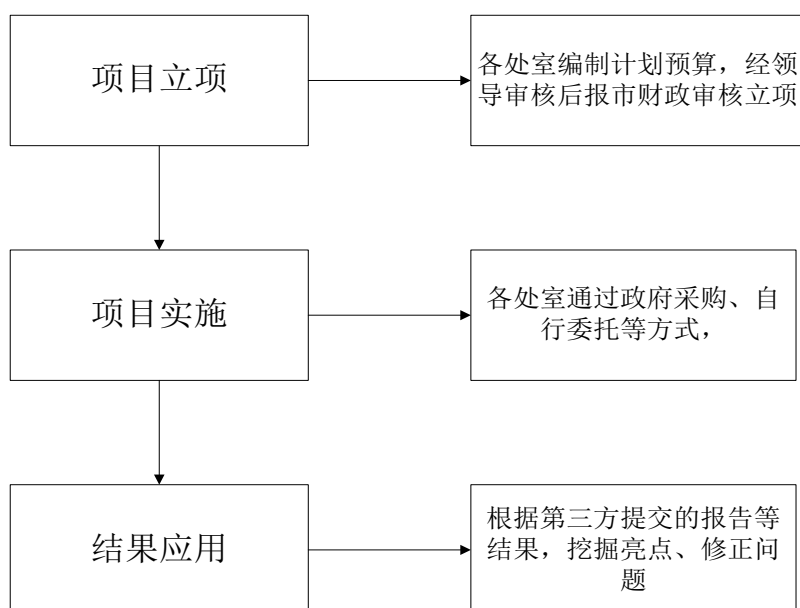 项目立项
各处室编制计划预算，经领
导审核后报市财政审核立项
项目实施
各处室通过政府采购、自
行委托等方式，
结果应用
根据第三方提交的报告等
结果，挖掘亮点、修正问
题